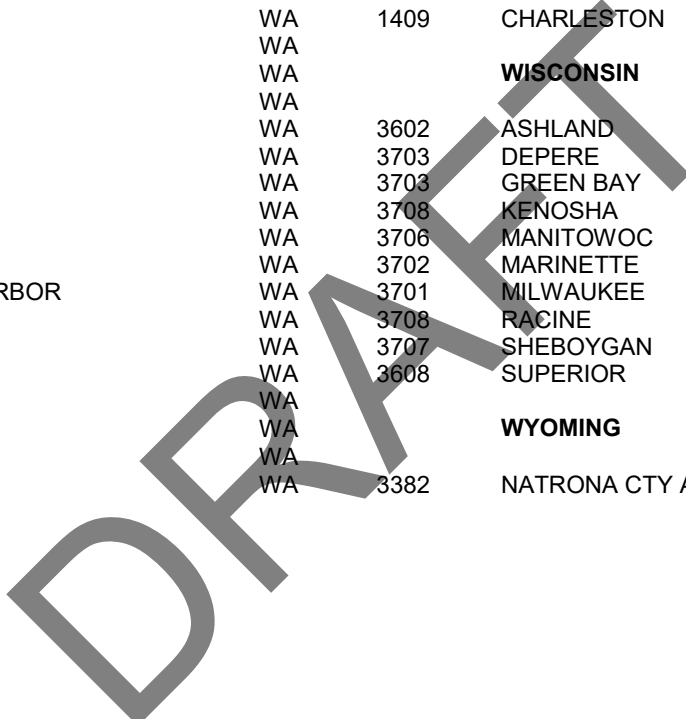 WA 1409 CHARLESTON
WA
WA WISCONSIN
WA
WA 3602 ASHLAND
WA 3703 DEPERE
WA 3703 GREEN BAY
WA 3708 KENOSHA
WA 3706 MANITOWOC
WA 3702 MARINETTE
RBOR WA 3701 MILWAUKEE
WA 3708 RACINE
WA 3707 SHEBOYGAN
WA 3608 SUPERIOR
WA
WA WYOMING
WA
WA 3382 NATRONA CTY A
DRAFT